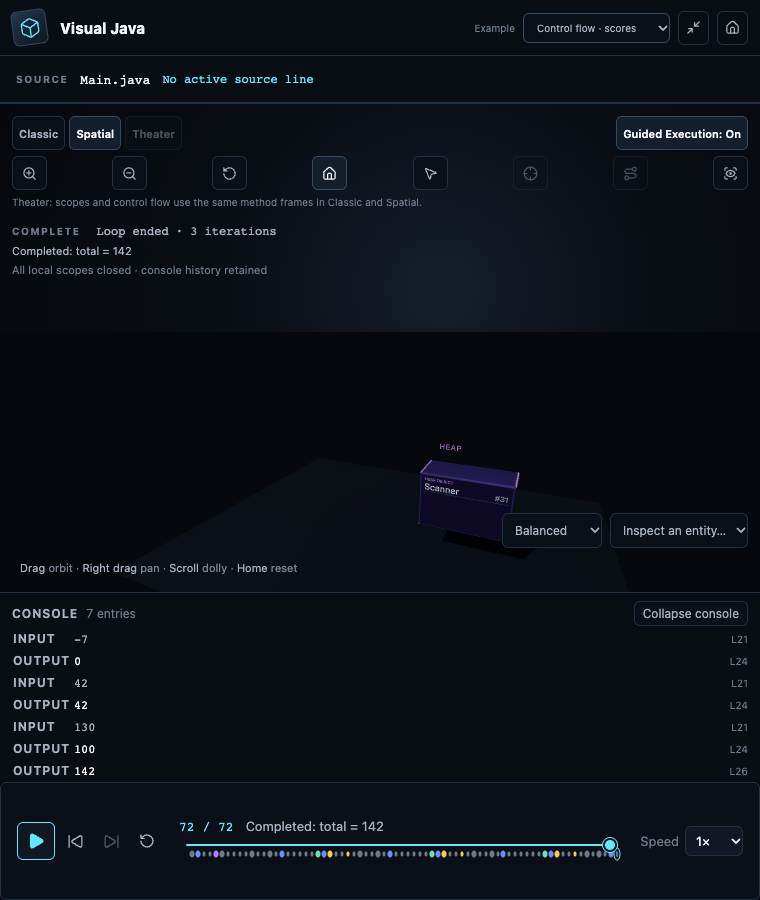 Visual Java
Example
Control flow · scores
SOURCE Main.java No active source line
Classic Spatial Theater Guided Execution: On
Theater: scopes and control flow use the same method frames in Classic and Spatial.
COMPLETE Loop ended • 3 iterations
Completed: total = 142
All local scopes closed · console history retained
HEAP
HEAP OBJECT
Scanner #31
Balanced Inspect an entity...
Drag orbit · Right drag pan · Scroll dolly · Home reset
CONSOLE 7 entries Collapse console
INPUT −7 L21
OUTPUT 0 L24
INPUT 42 L21
OUTPUT 42 L24
INPUT 130 L21
OUTPUT 100 L24
OUTPUT 142 L26
72 / 72 Completed: total = 142
Speed 1×